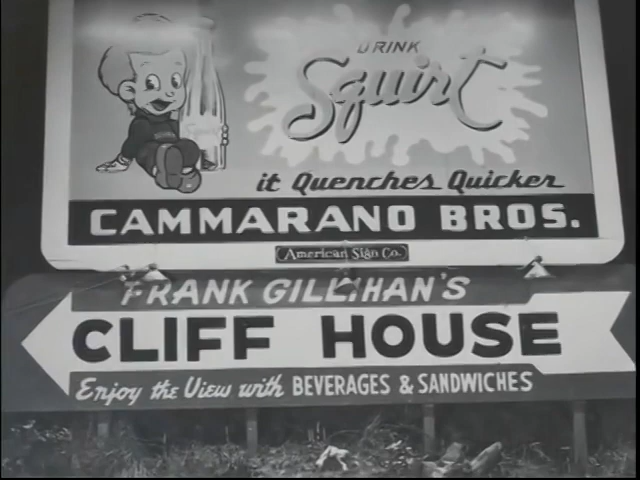 DRINK
Squirt
it Quenches Quicker
CAMMARANO BROS.
American Sign Co.
FRANK GILLIHAN'S
CLIFF HOUSE
Enjoy the View with BEVERAGES & SANDWICHES